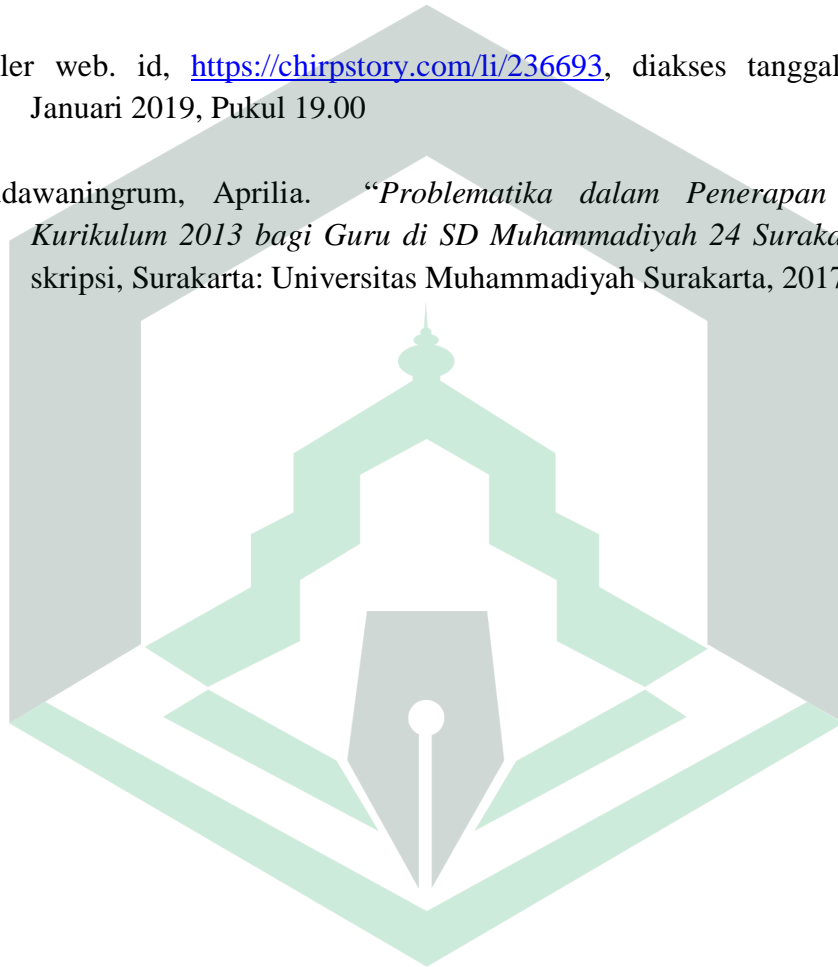 ler web. id, https://chirpstory.com/li/236693, diakses tanggal
Januari 2019, Pukul 19.00
dawaningrum, Aprilia. “Problematika dalam Penerapan
Kurikulum 2013 bagi Guru di SD Muhammadiyah 24 Suraka
skripsi, Surakarta: Universitas Muhammadiyah Surakarta, 2017